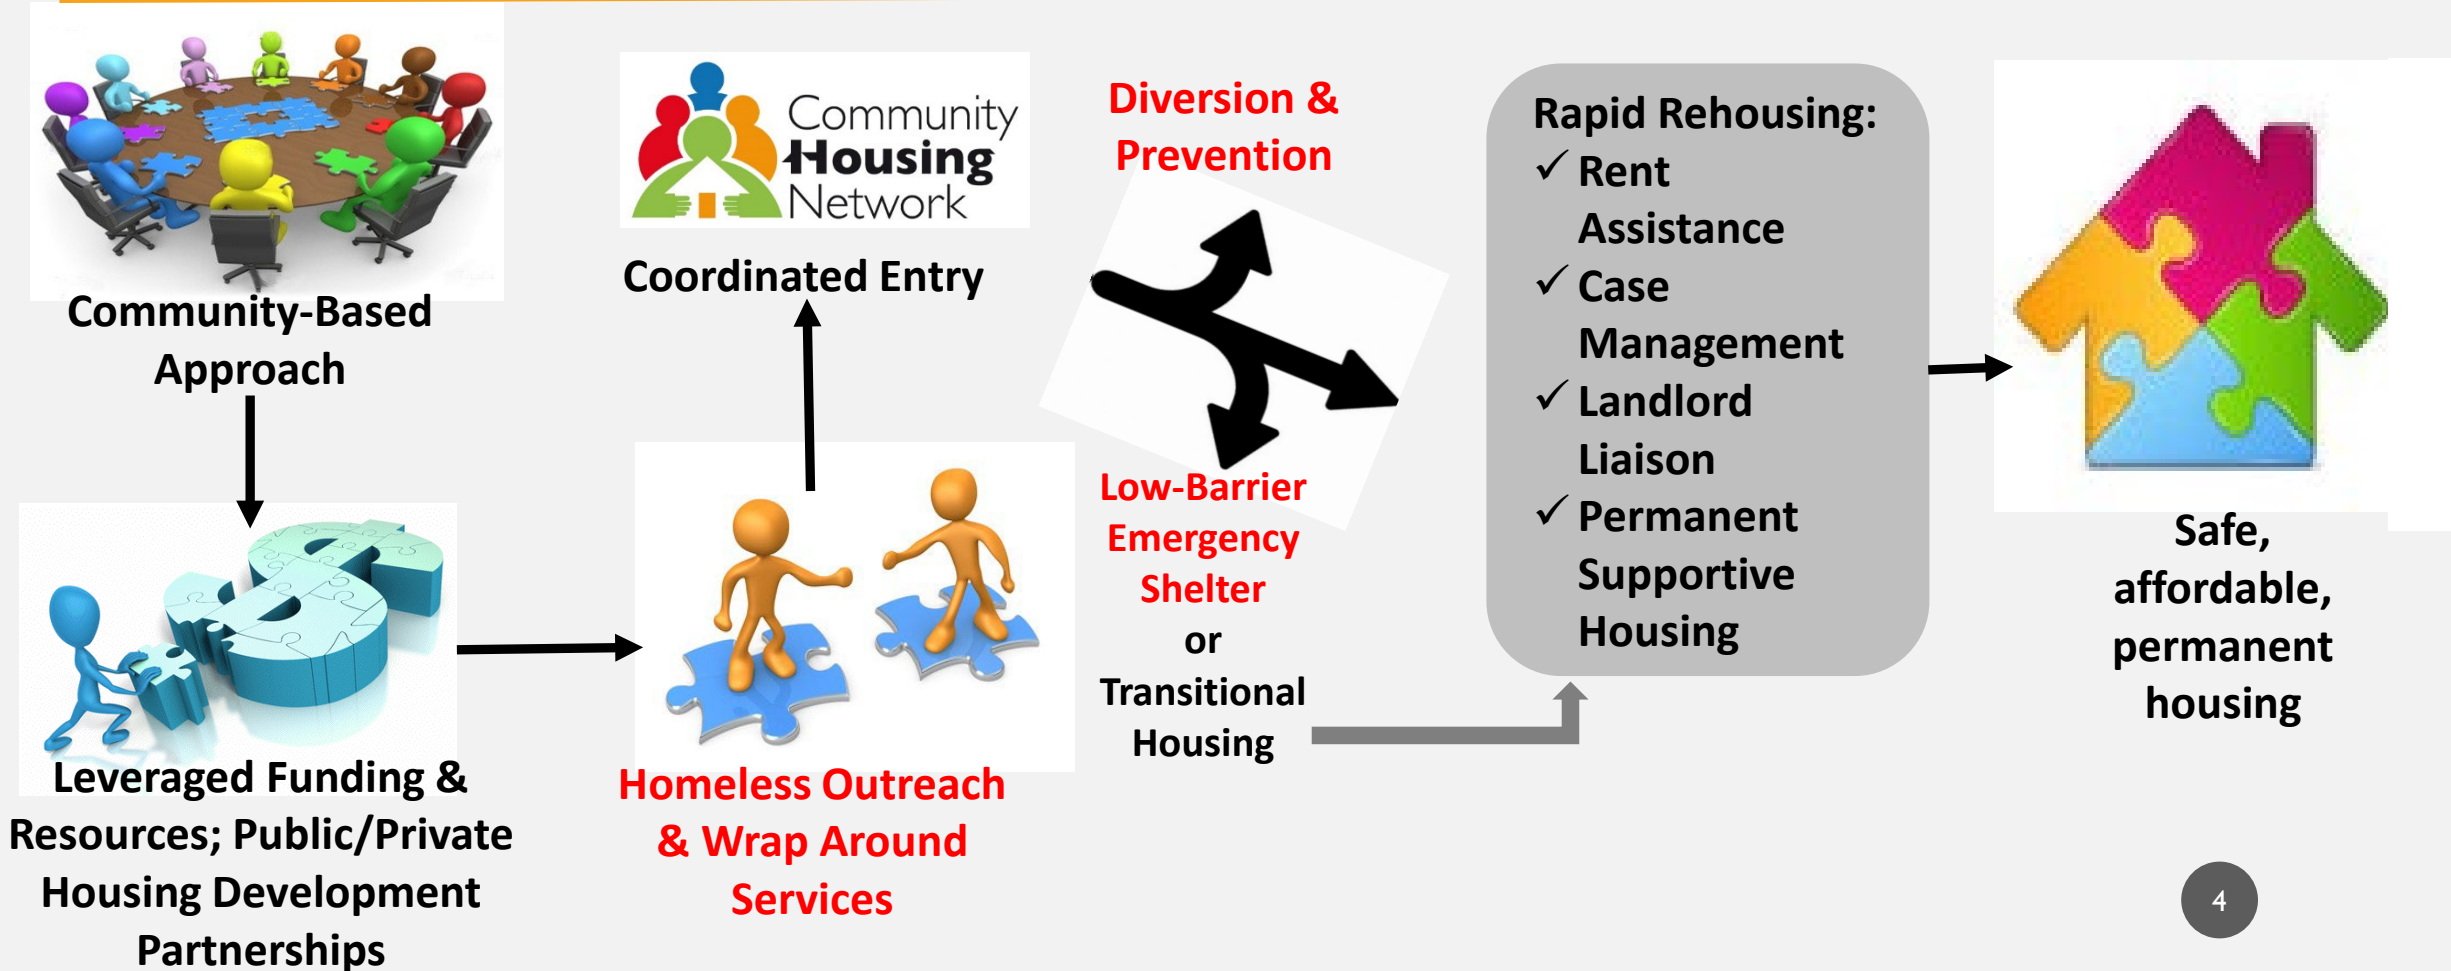 Community-Based
Approach
Leveraged Funding &
Resources; Public/Private
Housing Development
Partnerships
Homeless Outreach
& Wrap Around
Services
Community
Housing
Network
Coordinated Entry
Diversion &
Prevention
Low-Barrier
Emergency
Shelter
or
Transitional
Housing
Rapid Rehousing:
✓ Rent
Assistance
✓ Case
Management
✓ Landlord
Liaison
✓ Permanent
Supportive
Housing
Safe,
affordable,
permanent
housing
4